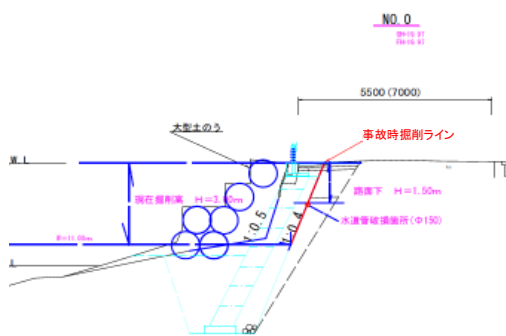 NO.0
5500(7000)
大型土のう
事故時掘削ライン
W.L
現在掘削高 H=3.
路面下 H=1.50m
水道管破損箇所(Φ150)
1:0.5
1:0.4
L